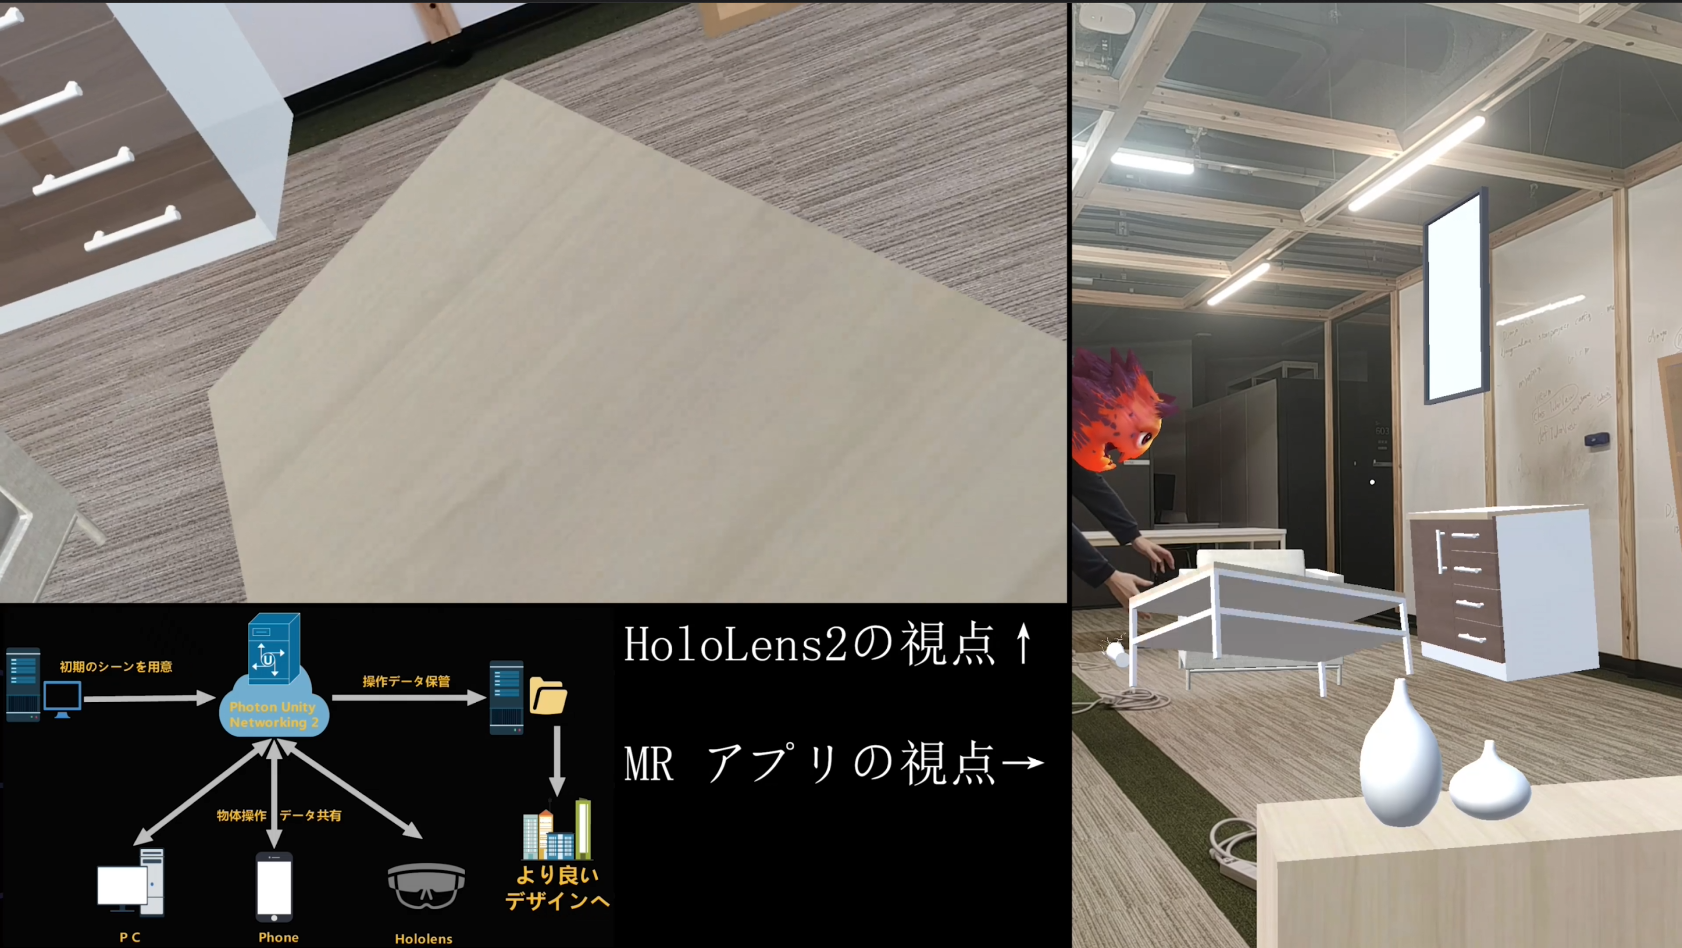 初期のシーンを用意
操作データ保管
U
Photon Unity
Networking 2
物体操作 データ共有
PC
Phone
Hololens
より良い
デザインへ
HoloLens2の視点↑
MR アプリの視点→